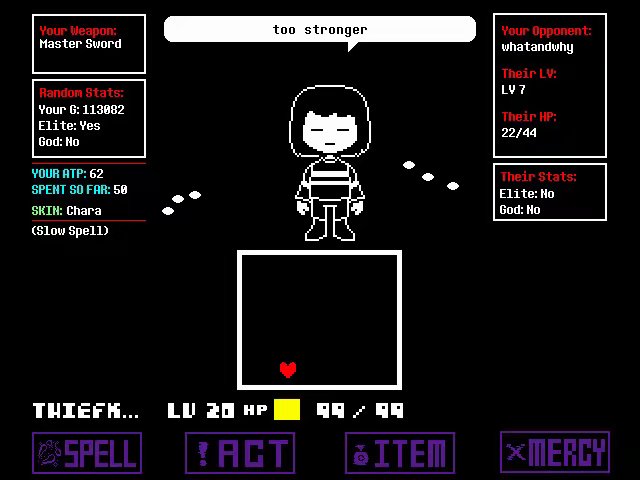 Your Weapon:
Master Sword
Random Stats:
Your G: 113082
Elite: Yes
God: No
YOUR ATP: 62
SPENT SO FAR: 50
SKIN: Chara
(Slow Spell)
too stronger
Your Opponent:
whatandwhy
Their LV:
LV 7
Their HP:
22/44
Their Stats:
Elite: No
God: No
THIEFK... LV 20 HP 99 / 99
SPELL ACT ITEM MERCY